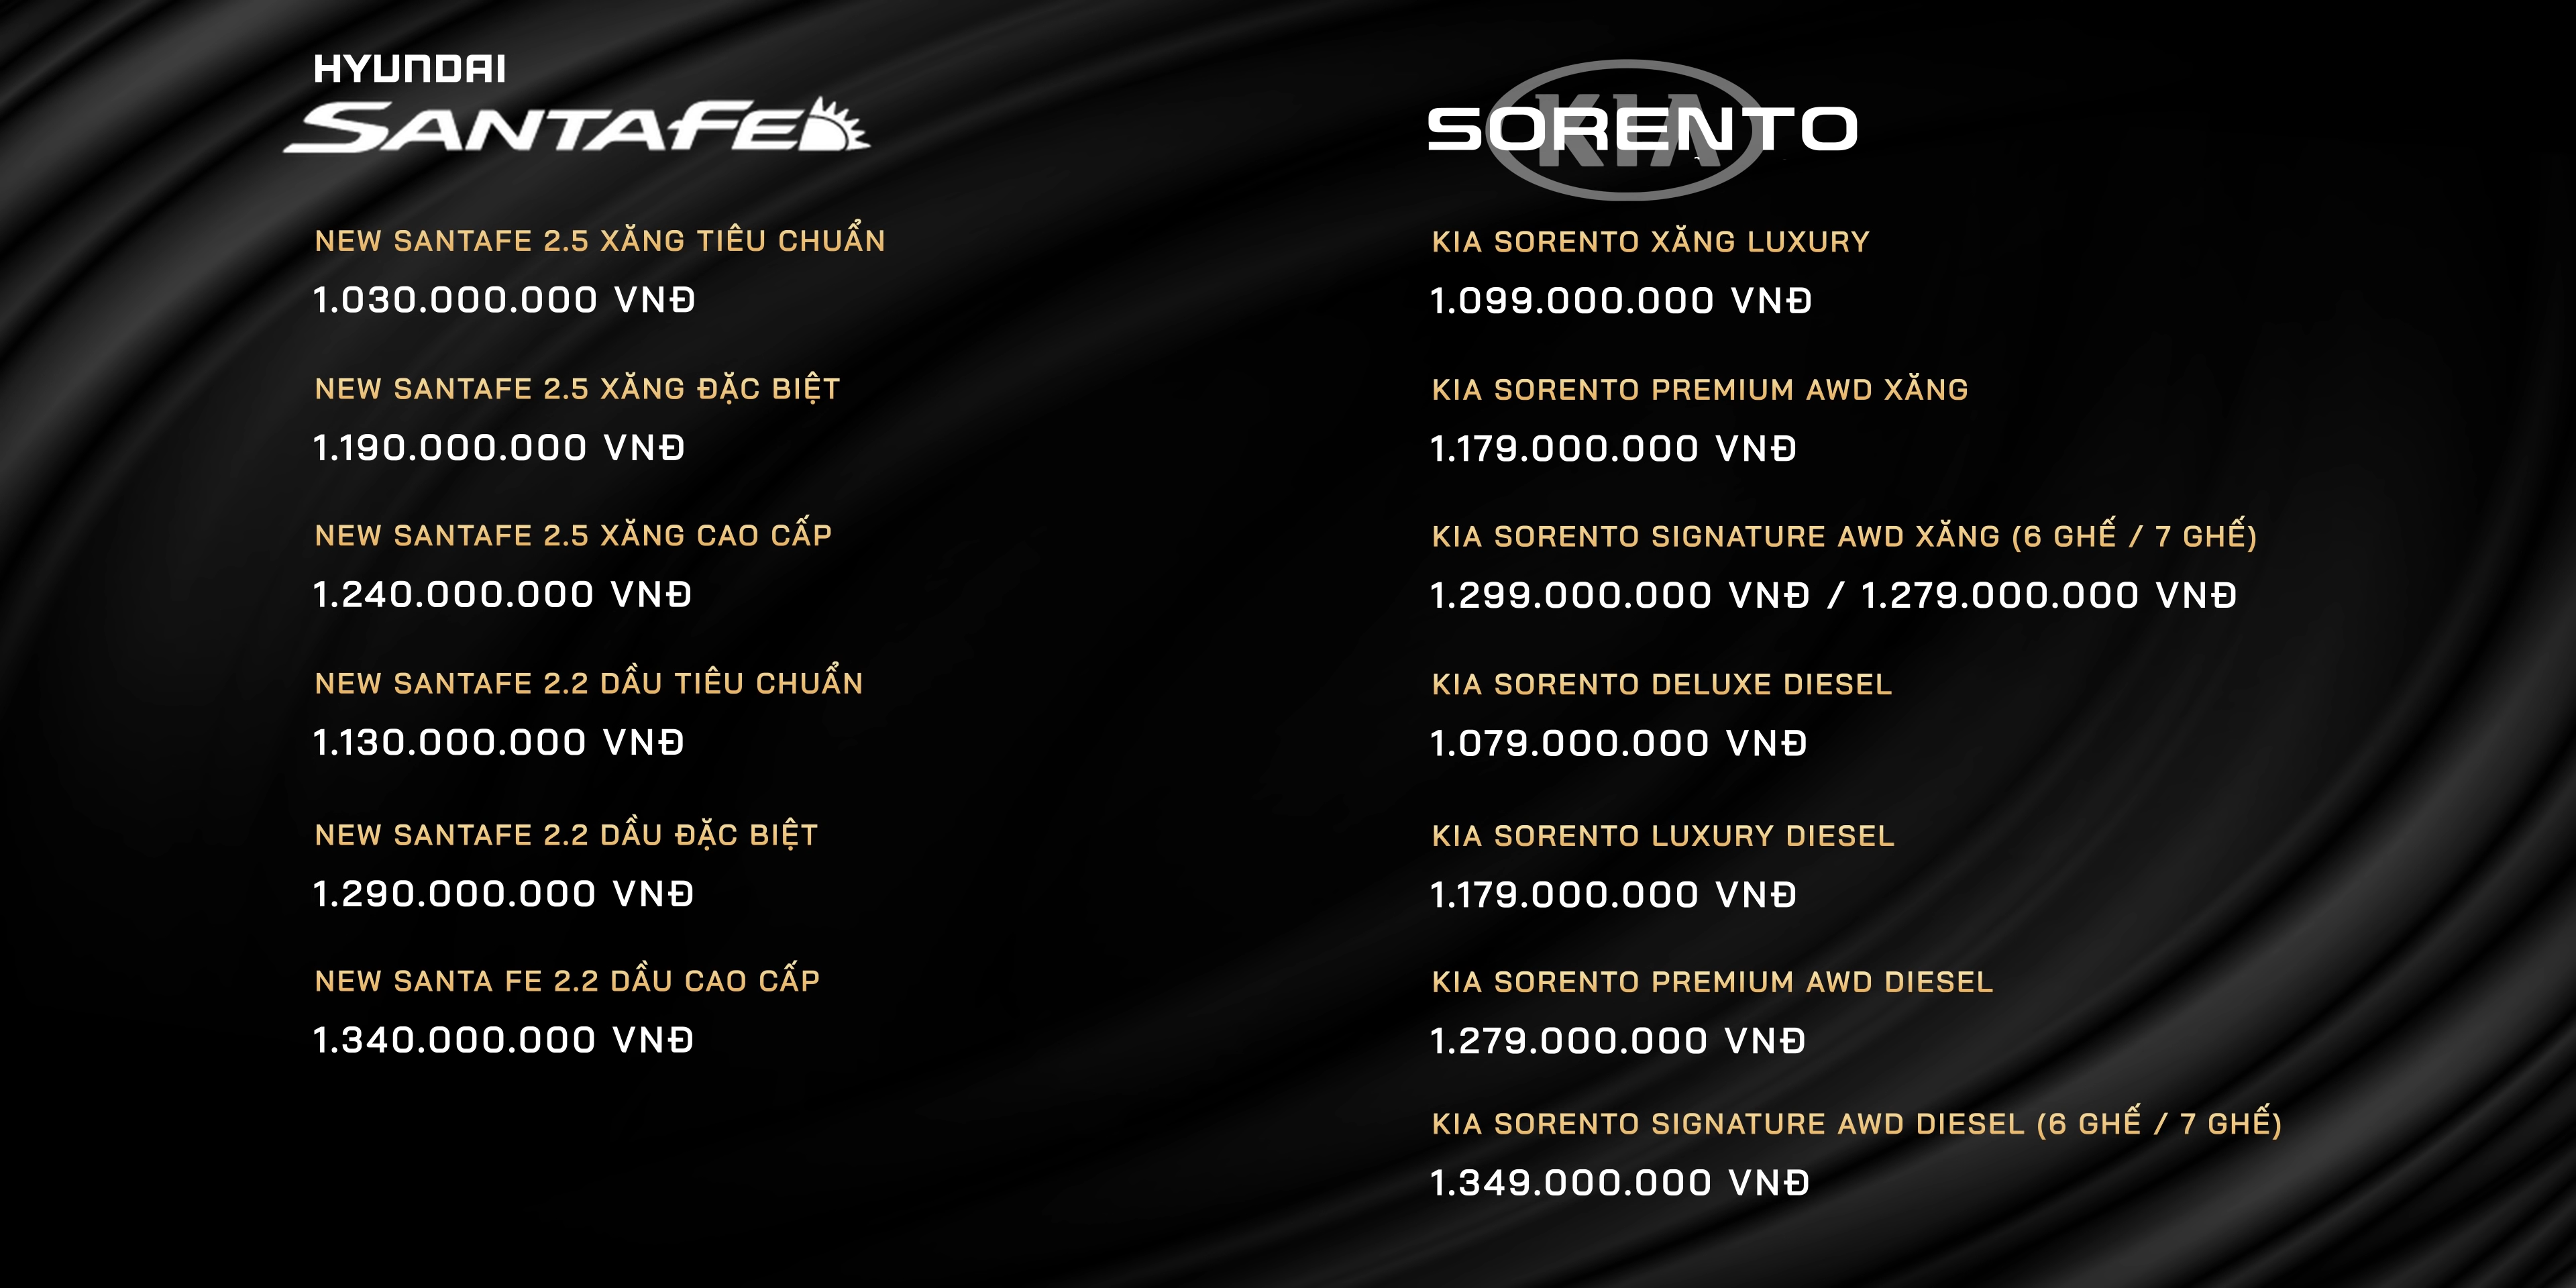 HYUNDAI
SANTAFE
NEW SANTAFE 2.5 XĂNG TIÊU CHUẨN
1.030.000.000 VNĐ
NEW SANTAFE 2.5 XĂNG ĐẶC BIỆT
1.190.000.000 VNĐ
NEW SANTAFE 2.5 XĂNG CAO CẤP
1.240.000.000 VNĐ
NEW SANTAFE 2.2 DẦU TIÊU CHUẨN
1.130.000.000 VNĐ
NEW SANTAFE 2.2 DẦU ĐẶC BIỆT
1.290.000.000 VNĐ
NEW SANTA FE 2.2 DẦU CAO CẤP
1.340.000.000 VNĐ
KIA
SORENTO
KIA SORENTO XĂNG LUXURY
1.099.000.000 VNĐ
KIA SORENTO PREMIUM AWD XĂNG
1.179.000.000 VNĐ
KIA SORENTO SIGNATURE AWD XĂNG (6 GHẾ / 7 GHẾ)
1.299.000.000 VNĐ / 1.279.000.000 VNĐ
KIA SORENTO DELUXE DIESEL
1.079.000.000 VNĐ
KIA SORENTO LUXURY DIESEL
1.179.000.000 VNĐ
KIA SORENTO PREMIUM AWD DIESEL
1.279.000.000 VNĐ
KIA SORENTO SIGNATURE AWD DIESEL (6 GHẾ / 7 GHẾ)
1.349.000.000 VNĐ